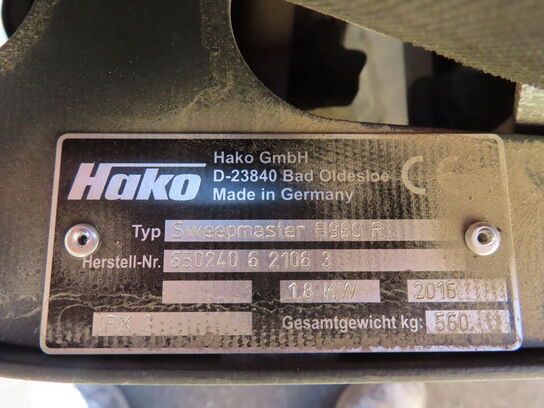 Hako
Hako GmbH
D-23840 Bad Oldesloe
Made in Germany
CE
Typ Sweepmaster B980 R
Herstell-Nr. 650240 6 2106 3
1,8 KW 2016
IPX 3 Gesamtgewicht kg: 560